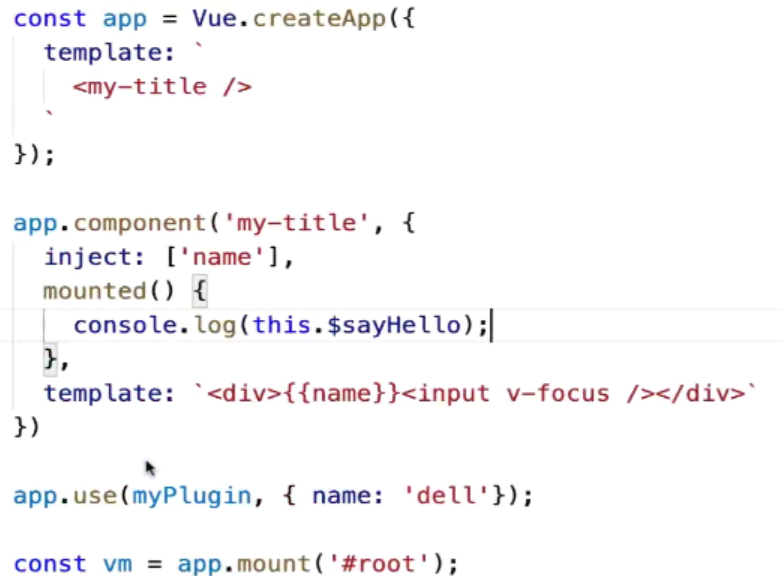 const app = Vue.createApp({
  template: `
    <my-title />
  `
});

app.component('my-title', {
  inject: ['name'],
  mounted() {
    console.log(this.$sayHello);
  },
  template: `<div>{{name}}<input v-focus /></div>`
})

app.use(myPlugin, { name: 'dell'});

const vm = app.mount('#root');